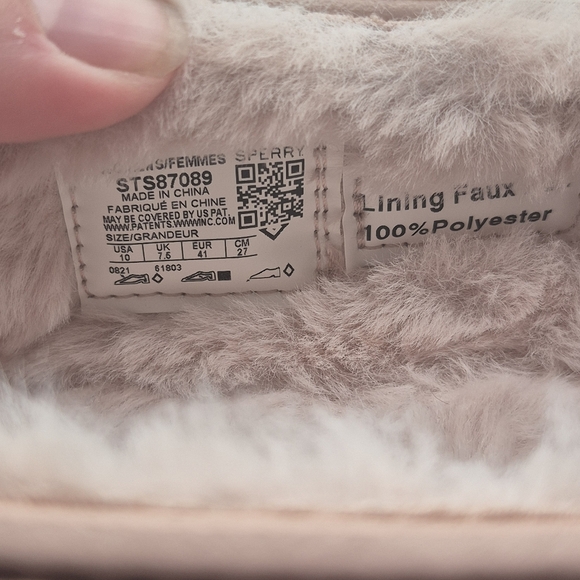 S/FEMMES SPERRY
STS87089
MADE IN CHINA
FABRIQUÉ EN CHINE
MAY BE COVERED BY US PAT.
WWW.PATENTS.WWWINC.COM
SIZE/GRANDEUR
USA UK EUR CM
10 7.5 41 27
0821 61803
Lining Faux
100%Polyester